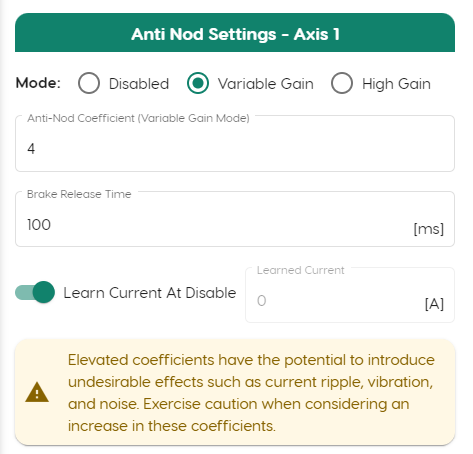 Anti Nod Settings - Axis 1
Mode: Disabled Variable Gain High Gain
Anti-Nod Coefficient (Variable Gain Mode)
4
Brake Release Time
100 [ms]
Learn Current At Disable
Learned Current
0 [A]
Elevated coefficients have the potential to introduce
undesirable effects such as current ripple, vibration,
and noise. Exercise caution when considering an
increase in these coefficients.